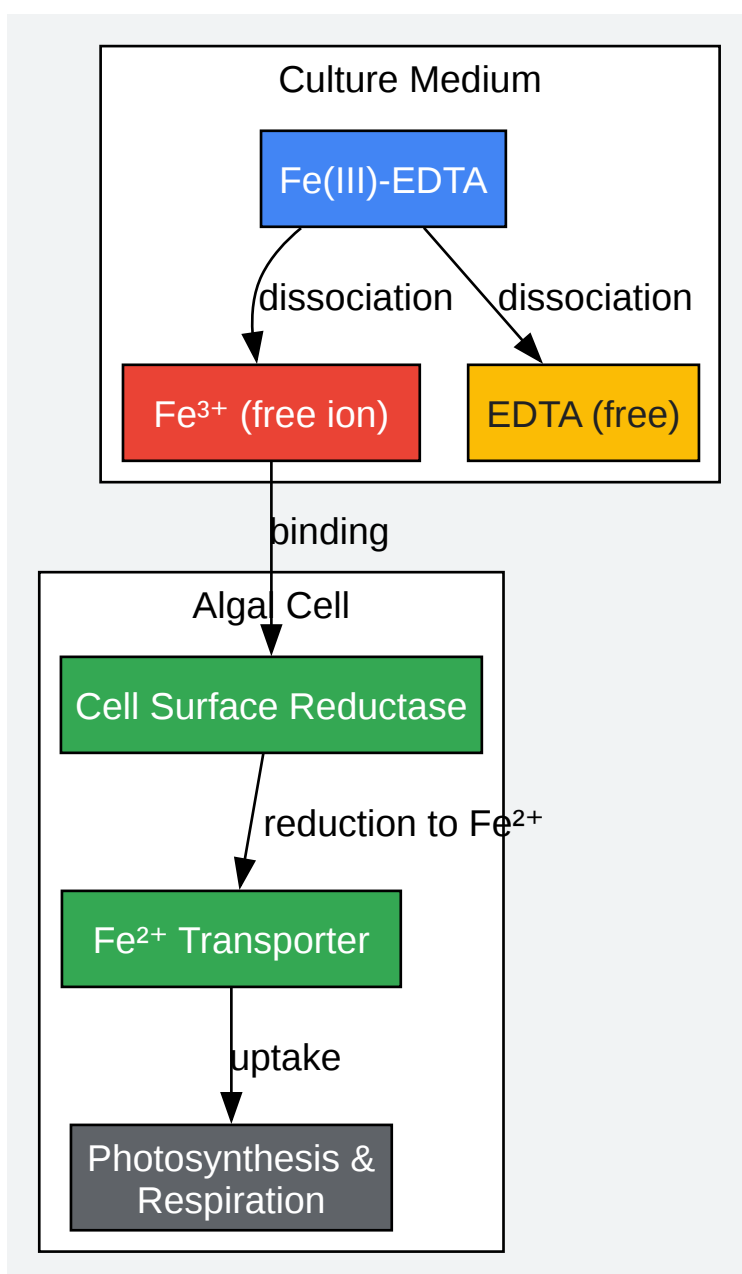 Culture Medium
Fe(III)-EDTA
dissociation
dissociation
Fe³⁺ (free ion)
EDTA (free)
binding
Algal Cell
Cell Surface Reductase
reduction to Fe²⁺
Fe²⁺ Transporter
uptake
Photosynthesis &
Respiration